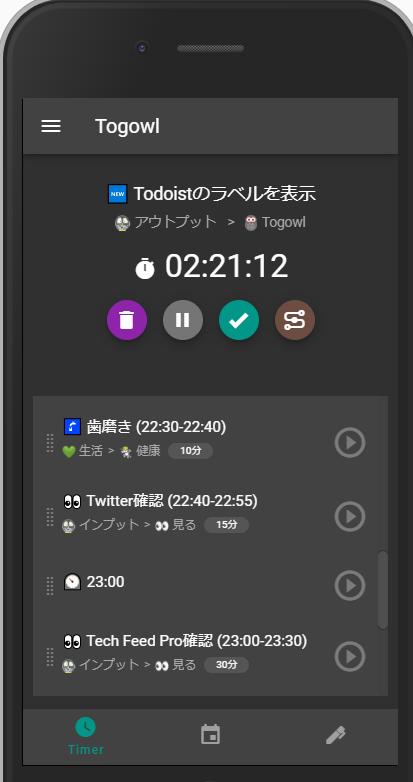 Togowl
NEW Todoistのラベルを表示
アウトプット > Togowl
02:21:12
歯磨き (22:30-22:40)
生活 > 健康 10分
Twitter確認 (22:40-22:55)
インプット > 見る 15分
23:00
Tech Feed Pro確認 (23:00-23:30)
インプット > 見る 30分
Timer